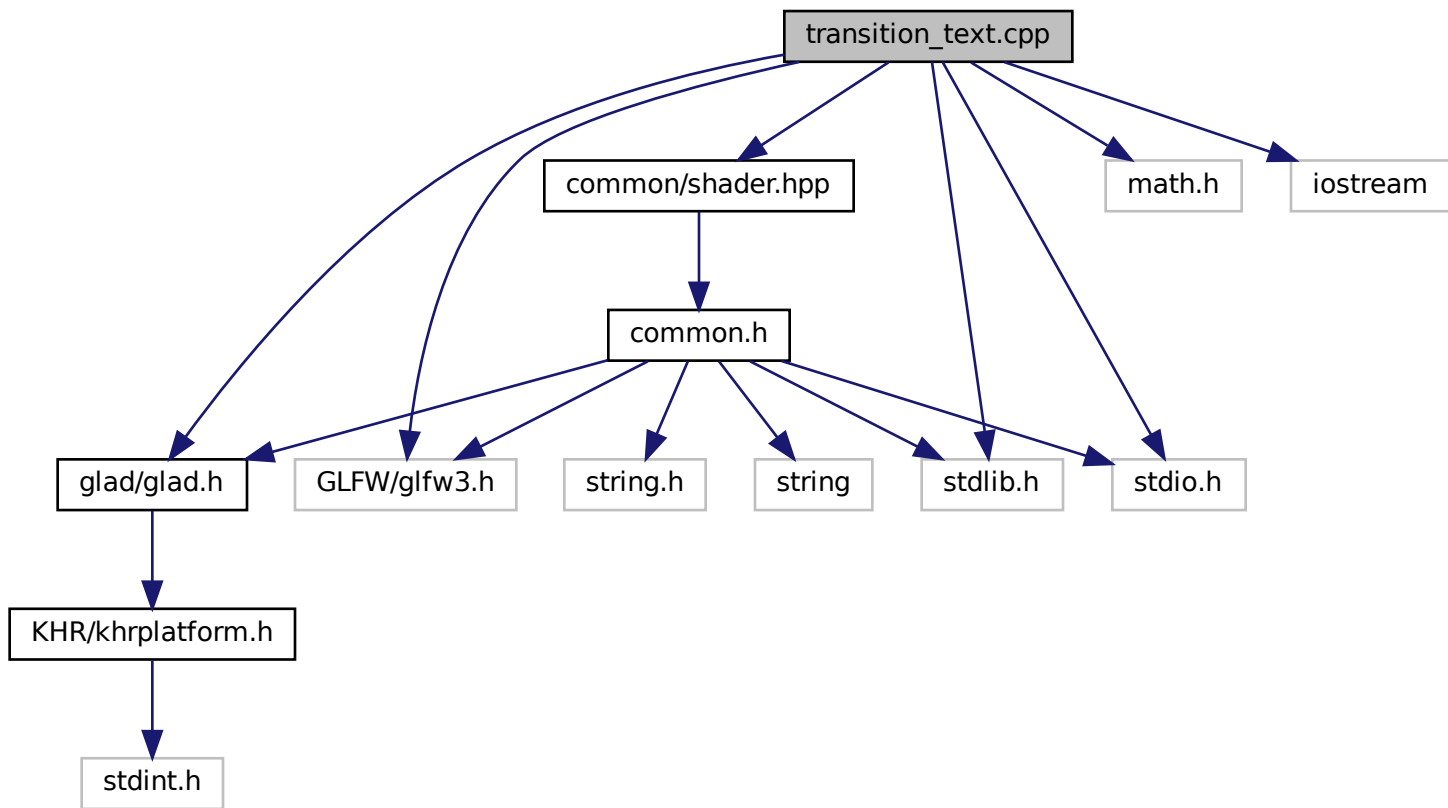 transition_text.cpp
common/shader.hpp
math.h
iostream
common.h
glad/glad.h
GLFW/glfw3.h
string.h
string
stdlib.h
stdio.h
KHR/khrplatform.h
stdint.h